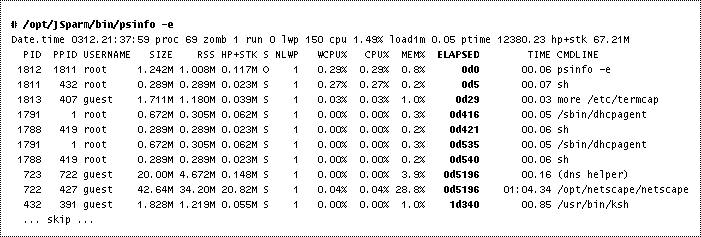 # /opt/JSparm/bin/psinfo -e
Date.time 0312.21:37:59 proc 69 zomb 1 run 0 lwp 150 cpu 1.49% load1m 0.05 ptime 12380.23 hp+stk 67.21M
PID PPID USERNAME SIZE RSS HP+STK S NLWP WCPU% CPU% MEM% ELAPSED TIME CMDLINE
1812 1811 root 1.242M 1.008M 0.117M O 1 0.29% 0.29% 0.8% 0d0 00.06 psinfo -e
1811 432 root 0.289M 0.289M 0.023M S 1 0.27% 0.27% 0.2% 0d5 00.07 sh
1813 407 guest 1.711M 1.180M 0.039M S 1 0.03% 0.03% 1.0% 0d29 00.03 more /etc/termcap
1791 1 root 0.672M 0.305M 0.062M S 1 0.00% 0.00% 0.3% 0d416 00.05 /sbin/dhcpagent
1788 419 root 0.289M 0.289M 0.023M S 1 0.00% 0.00% 0.2% 0d421 00.06 sh
1791 1 root 0.672M 0.305M 0.062M S 1 0.00% 0.00% 0.3% 0d535 00.05 /sbin/dhcpagent
1788 419 root 0.289M 0.289M 0.023M S 1 0.00% 0.00% 0.2% 0d540 00.06 sh
723 722 guest 20.00M 4.672M 0.148M S 1 0.00% 0.00% 3.9% 0d5196 00.16 (dns helper)
722 427 guest 42.64M 34.20M 20.82M S 1 0.04% 0.04% 28.8% 0d5196 01:04.34 /opt/netscape/netscape
432 391 guest 1.828M 1.219M 0.055M S 1 0.00% 0.00% 1.0% 1d340 00.85 /usr/bin/ksh
... skip ...